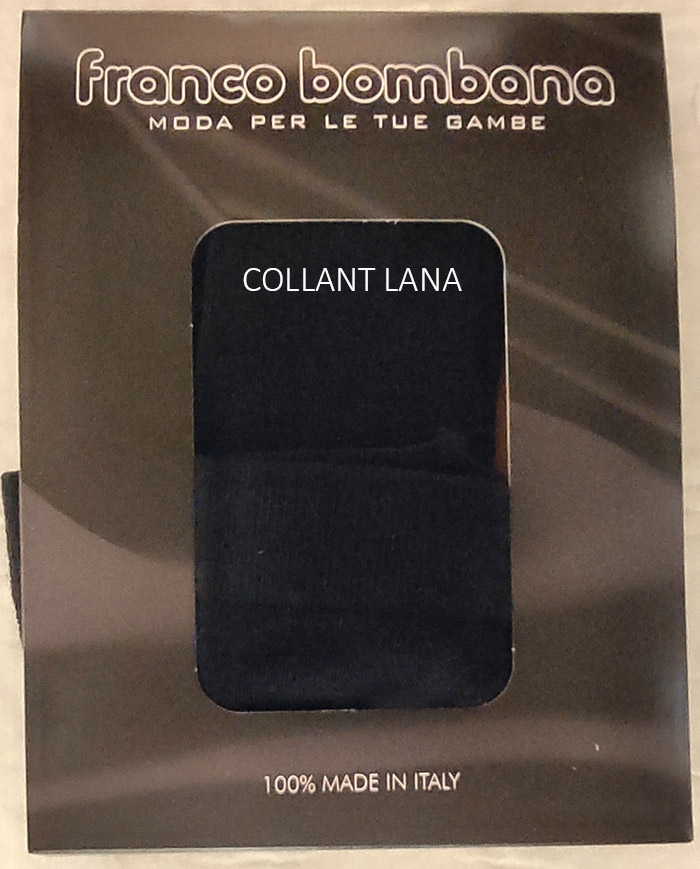 franco bombana
MODA PER LE TUE GAMBE
COLLANT LANA
100% MADE IN ITALY